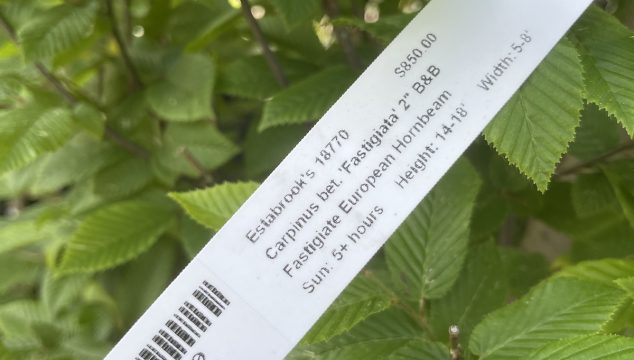 $850.00
Estabrook's 18770
Carpinus bet. 'Fastigiata' 2" B&B
Fastigiate European Hornbeam
Sun: 5+ hours Height: 14-18' Width: 5-8'